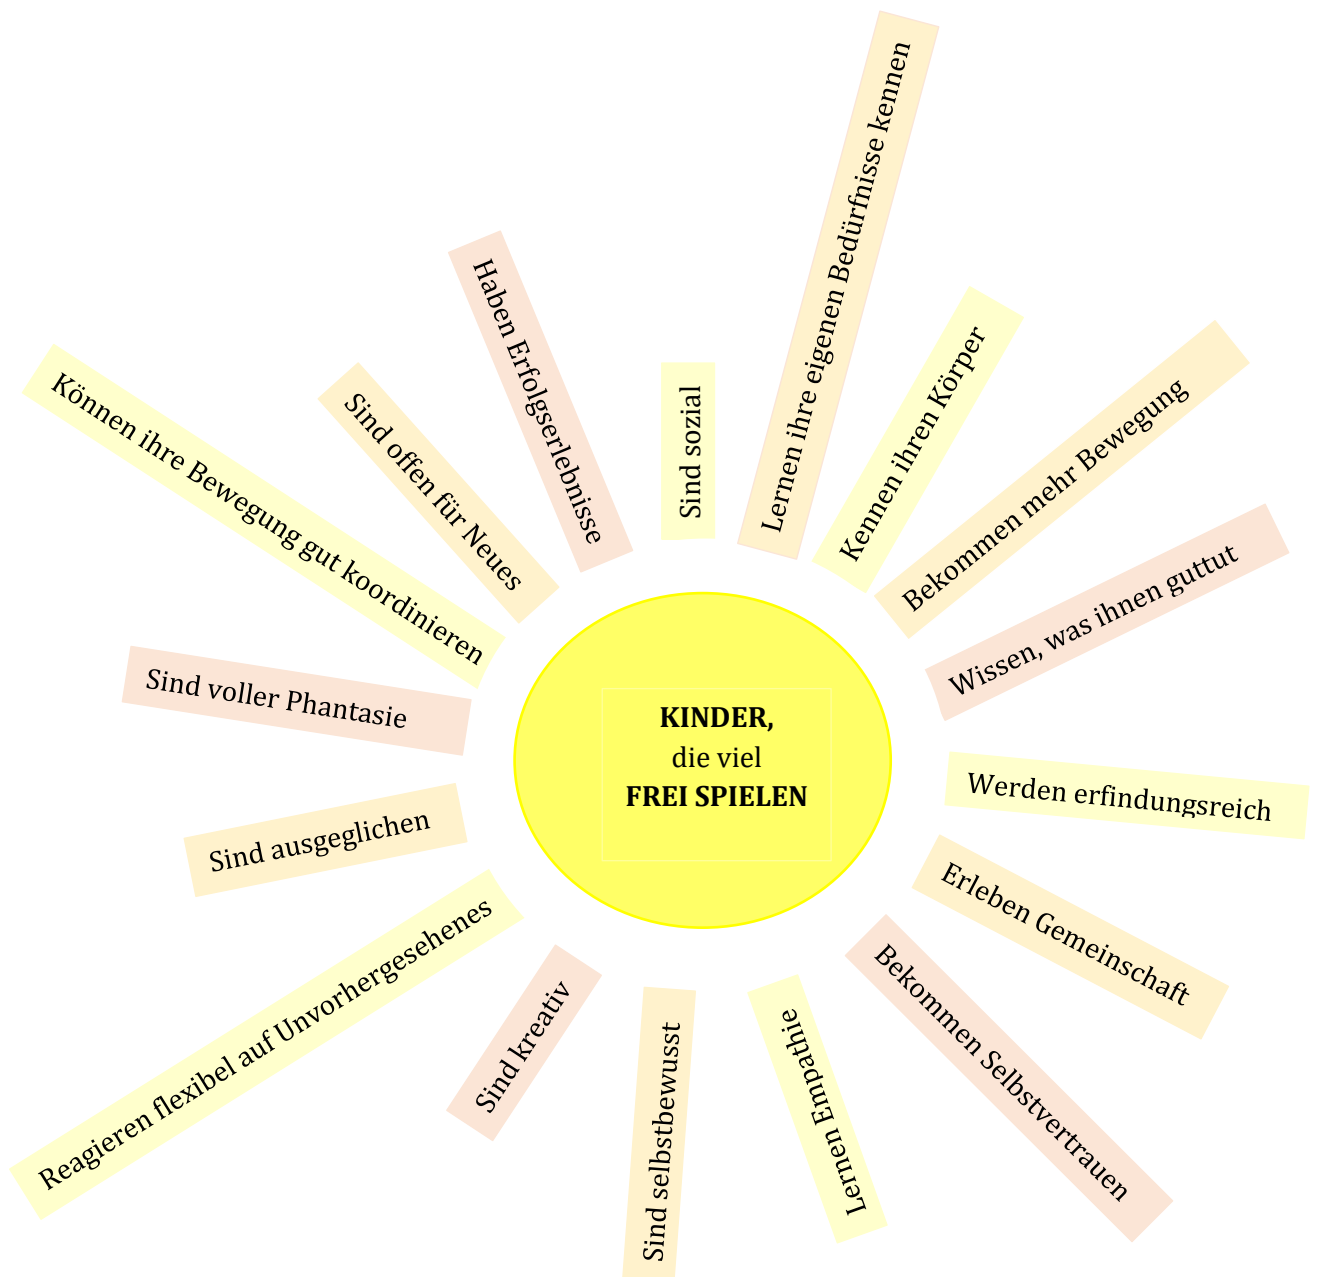 KINDER,
die viel
FREI SPIELEN
Sind sozial
Lernen ihre eigenen Bedürfnisse kennen
Kennen ihren Körper
Bekommen mehr Bewegung
Wissen, was ihnen guttut
Werden erfindungsreich
Erleben Gemeinschaft
Bekommen Selbstvertrauen
Lernen Empathie
Sind selbstbewusst
Sind kreativ
Reagieren flexibel auf Unvorhergesehenes
Sind ausgeglichen
Sind voller Phantasie
Können ihre Bewegung gut koordinieren
Sind offen für Neues
Haben Erfolgserlebnisse